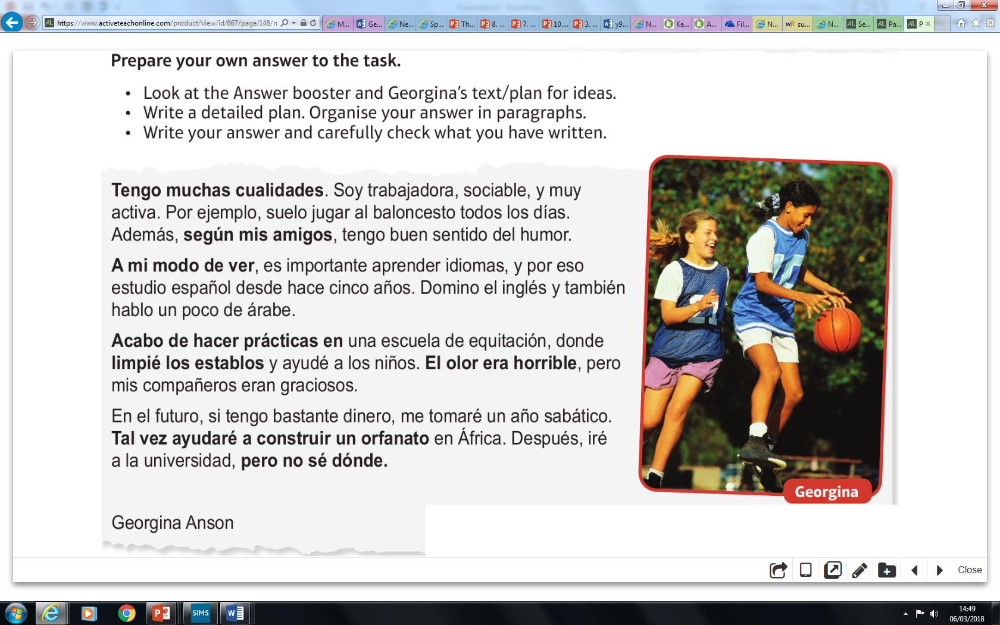 https://www.activeteachonline.com/product/view/id/667/page/148/n
M...
Ge...
Ne...
Sp...
Th...
8. ...
7. ...
10....
3. ...
y9...
N...
Ke...
A...
Fil...
N...
su...
N...
Se...
Pa...
P
Prepare your own answer to the task.
• Look at the Answer booster and Georgina's text/plan for ideas.
• Write a detailed plan. Organise your answer in paragraphs.
• Write your answer and carefully check what you have written.
Tengo muchas cualidades. Soy trabajadora, sociable, y muy
activa. Por ejemplo, suelo jugar al baloncesto todos los días.
Además, según mis amigos, tengo buen sentido del humor.
A mi modo de ver, es importante aprender idiomas, y por eso
estudio español desde hace cinco años. Domino el inglés y también
hablo un poco de árabe.
Acabo de hacer prácticas en una escuela de equitación, donde
limpié los establos y ayudé a los niños. El olor era horrible, pero
mis compañeros eran graciosos.
En el futuro, si tengo bastante dinero, me tomaré un año sabático.
Tal vez ayudaré a construir un orfanato en África. Después, iré
a la universidad, pero no sé dónde.
Georgina
Georgina Anson
Close
SIMS
14:49
06/03/2018